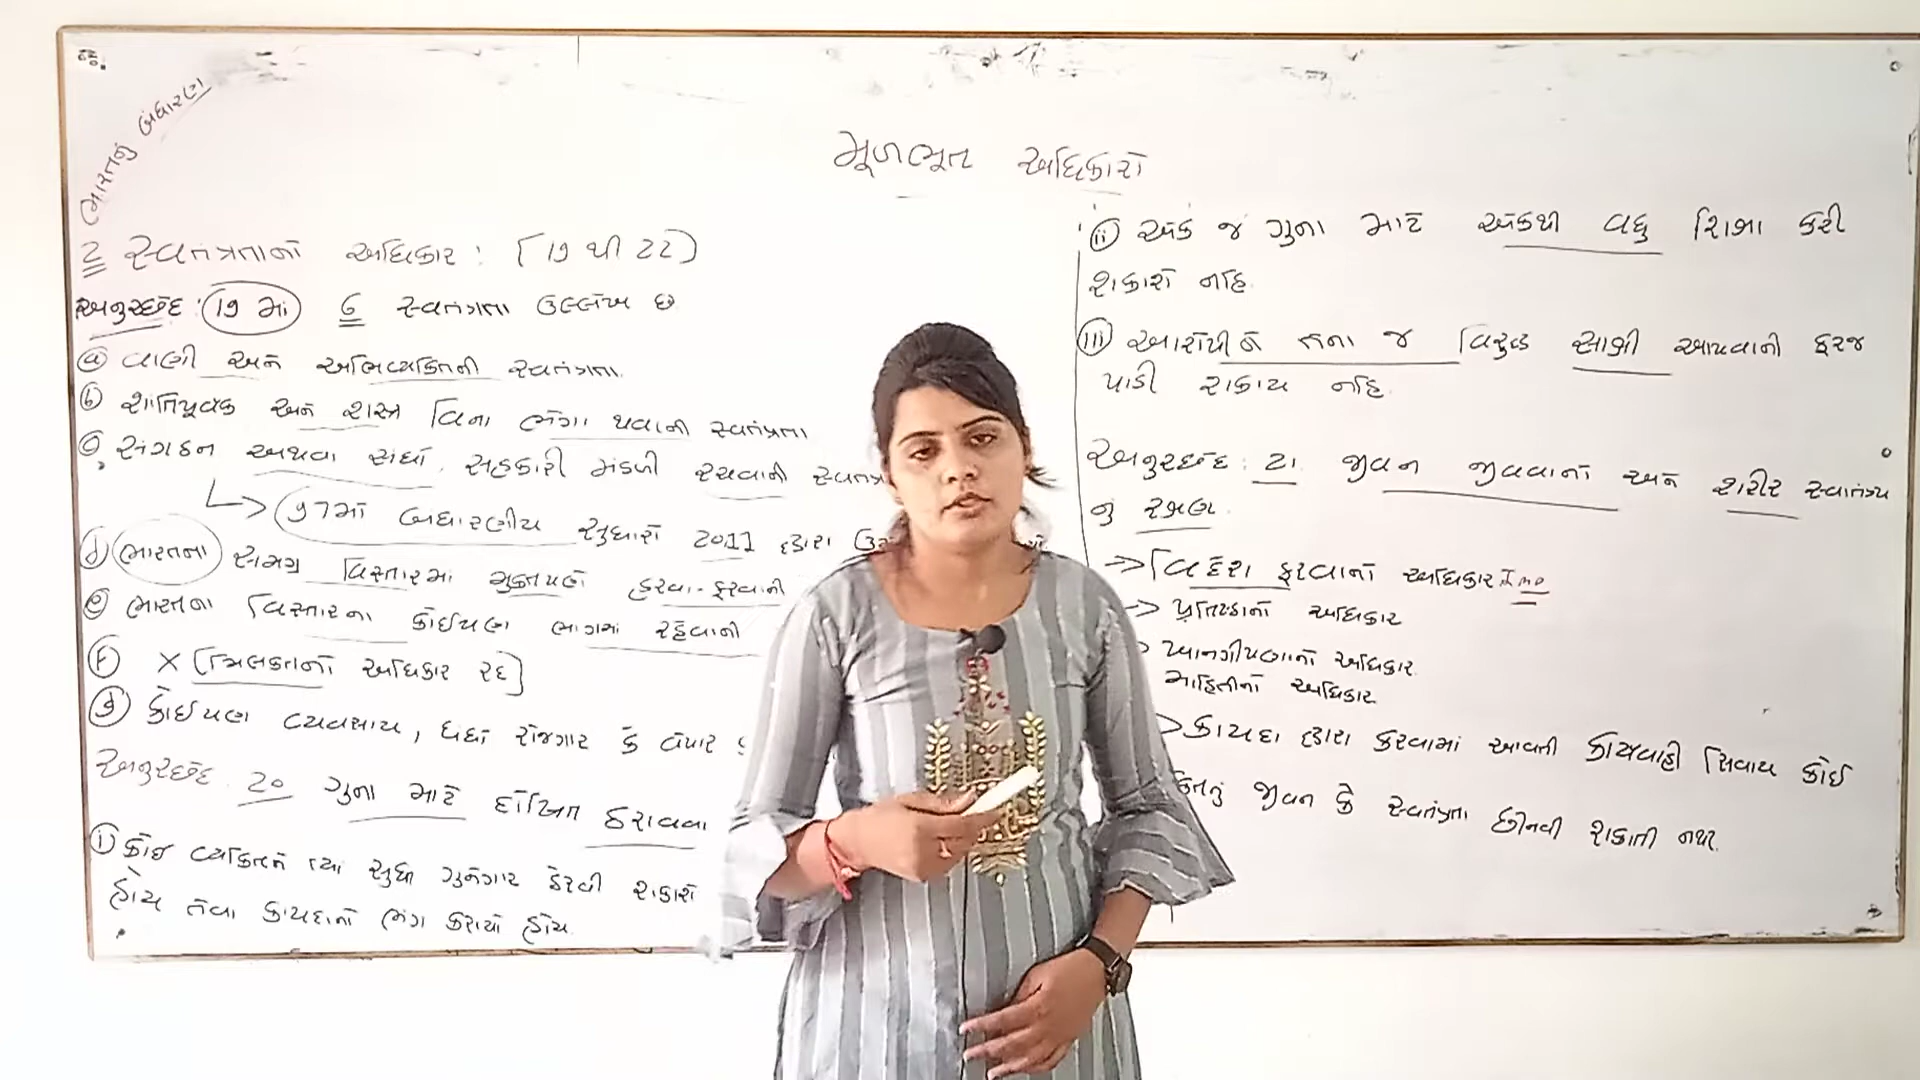 ભારતનું બંધારણ
મૂળભૂત અધિકારો
2 સ્વતંત્રતાનો અધિકાર : [19 થી 22]
અનુચ્છેદ : 19 માં 6 સ્વતંત્રતા ઉલ્લેખ છે
a વાણી અને અભિવ્યક્તિની સ્વતંત્રતા.
b શાંતિપૂર્વક અને શસ્ત્ર વિના ભેગા થવાની સ્વતંત્રતા
c સંગઠન અથવા સંઘો, સહકારી મંડળી રચવાની
↳ (97માં બંધારણીય સુધારો 2011 દ્વારા
d ભારતના સમગ્ર વિસ્તારમાં મુક્તપણે હરવા-ફરવાની
e ભારતના વિસ્તારના કોઈપણ ભાગમાં રહેવાની
F X [મિલકતનો અધિકાર રદ]
g કોઈપણ વ્યવસાય, ધંધો રોજગાર કે વેપાર
અનુચ્છેદ 20 ગુના માટે દોષિત ઠરાવવા
i કોઈ વ્યક્તિને ત્યાં સુધી ગુનેગાર ઠેરવી શકાશે
હોય તેવા કાયદાનો ભંગ કરાયો હોય.
ii એક જ ગુના માટે એકથી વધુ શિક્ષા કરી
શકાશે નહિ.
iii આરોપીને તેના જ વિરુદ્ધ સાક્ષી આપવાની ફરજ
પાડી શકાય નહિ.
અનુચ્છેદ : 21. જીવન જીવવાનો અને શરીર સ્વાતંત્ર્ય
નું રક્ષણ.
→ વિદેશ ફરવાનો અધિકાર Imp
→ પ્રતિષ્ઠાનો અધિકાર
ખાનગીપણાનો અધિકાર.
માહિતીનો અધિકાર
> કાયદા દ્વારા કરવામાં આવતી કાર્યવાહી સિવાય કોઈ
જીવન કે સ્વતંત્રતા છીનવી શકાતી નથી.